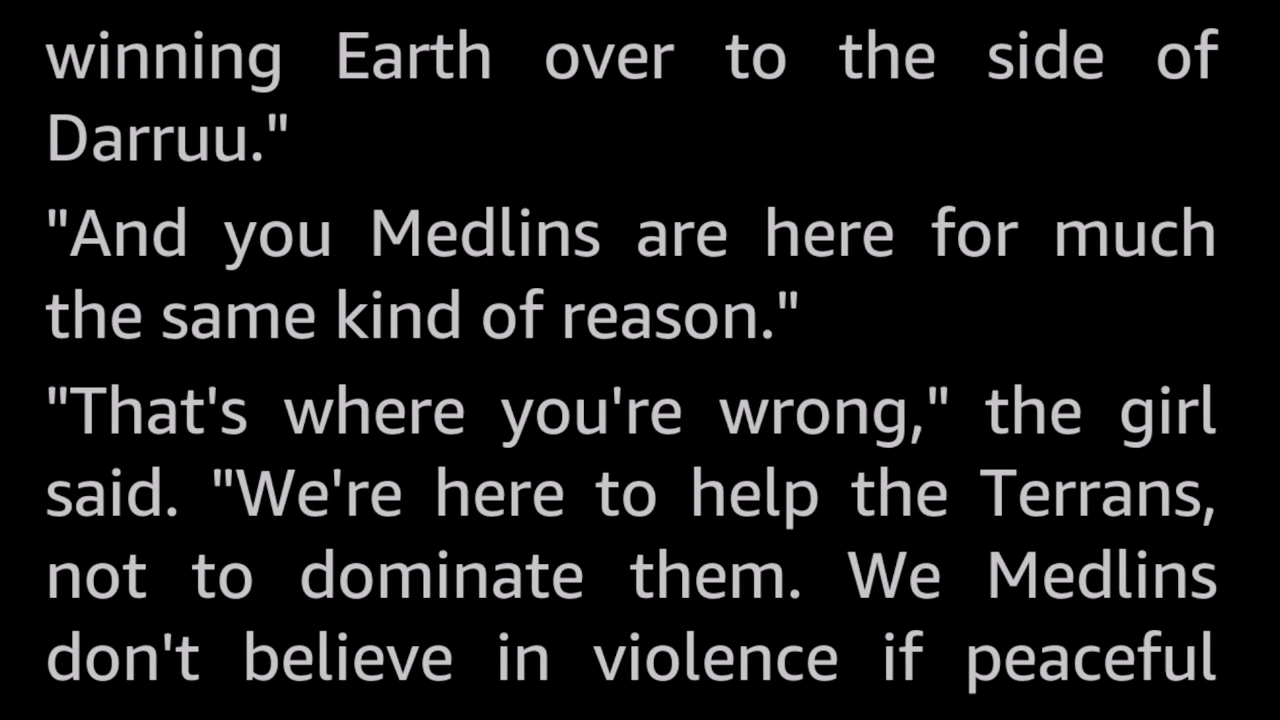 winning Earth over to the side of
Darruu."
"And you Medlins are here for much
the same kind of reason."
"That's where you're wrong," the girl
said. "We're here to help the Terrans,
not to dominate them. We Medlins
don't believe in violence if peaceful